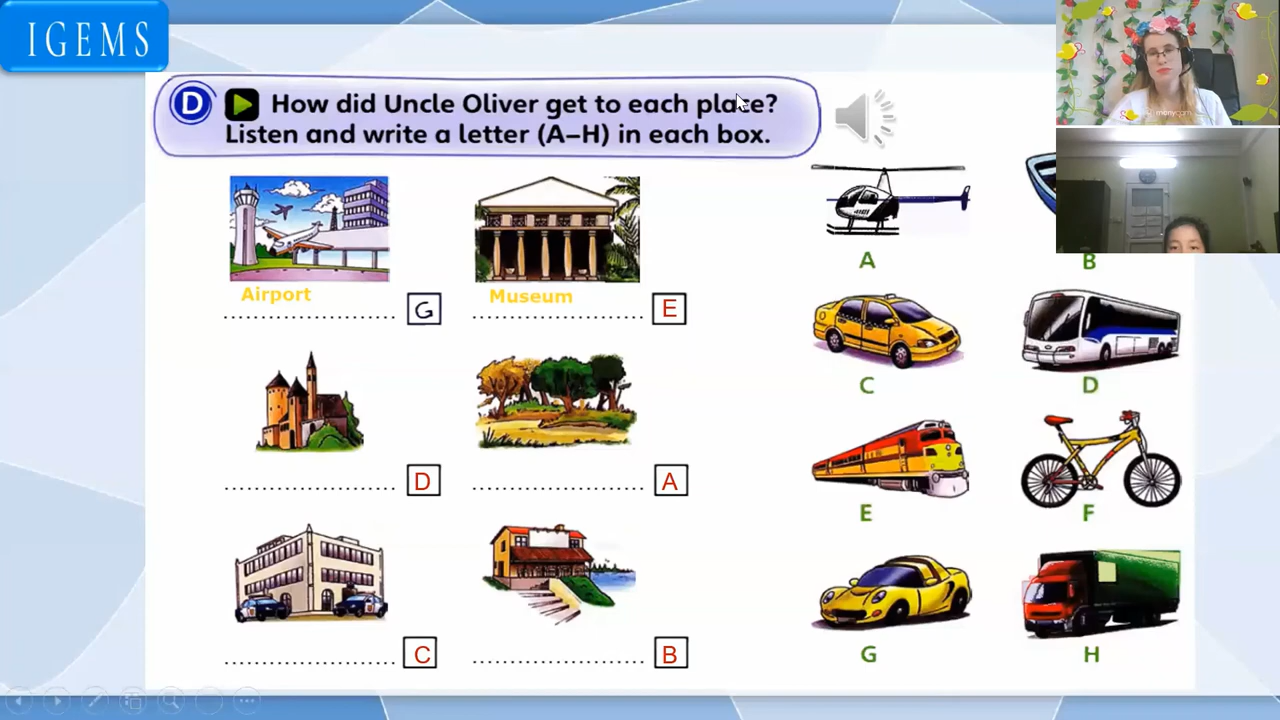 IGEMS
D How did Uncle Oliver get to each place?
Listen and write a letter (A–H) in each box.
Airport
G
Museum
E
D
A
C
B
A
B
C
D
E
F
G
H